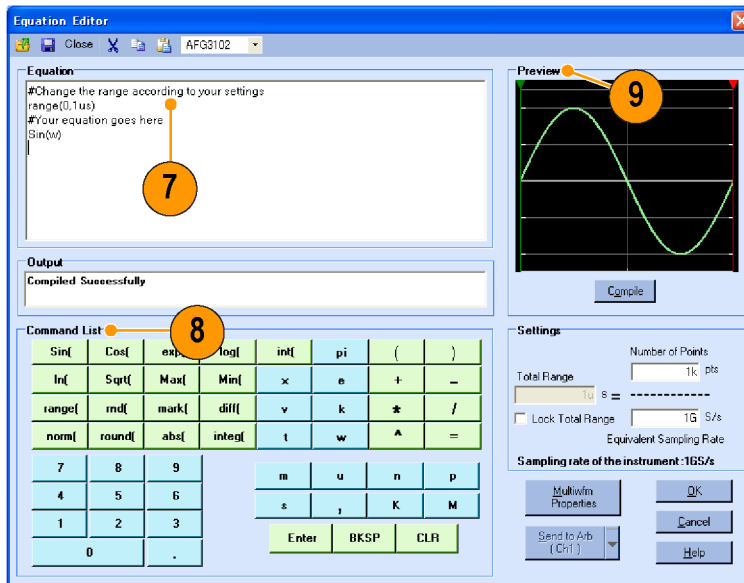 Equation Editor
Close AFG3102
Equation
#Change the range according to your settings
range(0,1us)
#Your equation goes here
Sin(w)
7
Preview
9
Output
Compiled Successfully
Compile
Command List
8
Sin( Cos( exp( log( int( pi ( )
ln( Sqrt( Max( Min( x e + -
range( rnd( mark( diff( v k * /
norm( round( abs( integ( t w ^ =
7 8 9
4 5 6
1 2 3
0 .
m u n p
s , K M
Enter BKSP CLR
Settings
Number of Points
1k pts
Total Range
1u s = ------------
Lock Total Range 1G S/s
Equivalent Sampling Rate
Sampling rate of the instrument :1GS/s
Multiwfm Properties
OK
Cancel
Send to Arb
( Ch1 )
Help